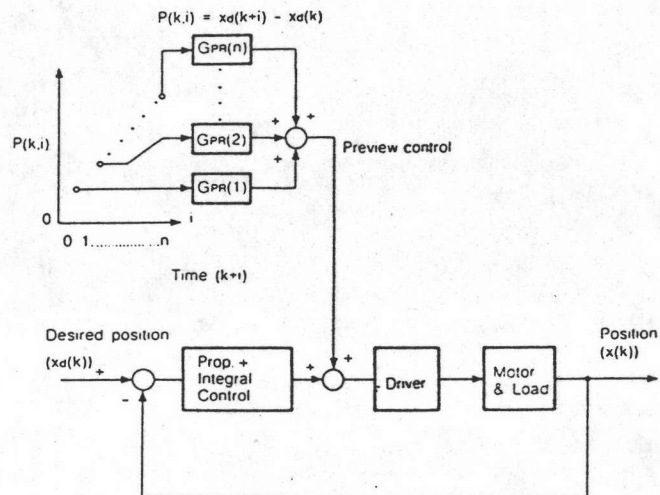 P(k,i) = xd(k+i) - xd(k)
GPR(n)
P(k,i)
+
+
GPR(2)
+
Preview control
GPR(1)
0
i
0 1................n
Time (k+i)
Desired position
(xd(k))
+
-
Prop. +
Integral
Control
+
+
Driver
Motor
& Load
Position
(x(k))